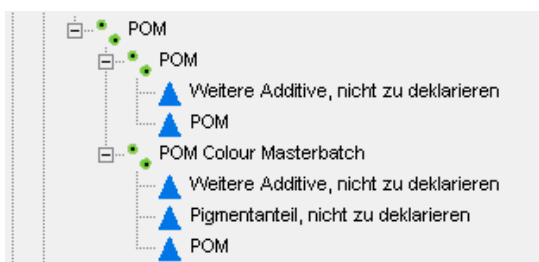 POM
POM
Weitere Additive, nicht zu deklarieren
POM
POM Colour Masterbatch
Weitere Additive, nicht zu deklarieren
Pigmentanteil, nicht zu deklarieren
POM